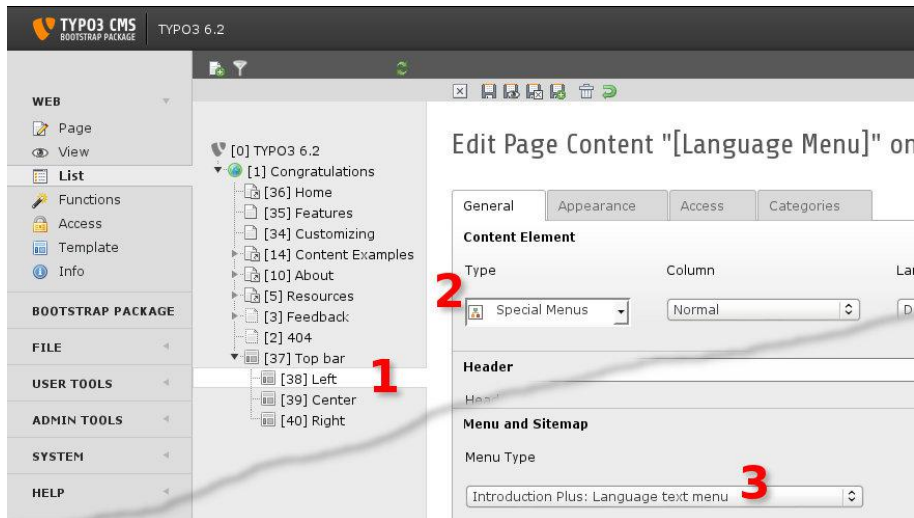 TYPO3 CMS
BOOTSTRAP PACKAGE
TYPO3 6.2
WEB
Page
View
List
Functions
Access
Template
Info
BOOTSTRAP PACKAGE
FILE
USER TOOLS
ADMIN TOOLS
SYSTEM
HELP
[0] TYPO3 6.2
[1] Congratulations
[36] Home
[35] Features
[34] Customizing
[14] Content Examples
[10] About
[5] Resources
[3] Feedback
[2] 404
[37] Top bar
[38] Left
1
[39] Center
[40] Right
Edit Page Content "[Language Menu]" on
General Appearance Access Categories
Content Element
Type Column Lan
2
Special Menus Normal D
Header
Head
Menu and Sitemap
Menu Type
Introduction Plus: Language text menu
3